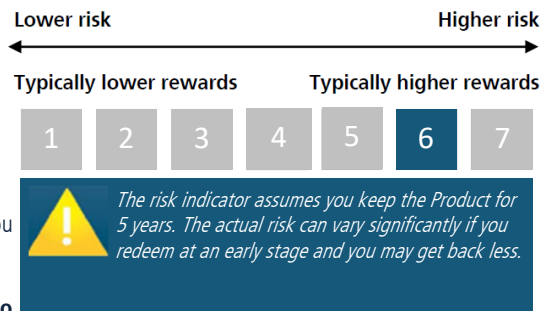 Lower risk Higher risk
Typically lower rewards Typically higher rewards
1 2 3 4 5 6 7
The risk indicator assumes you keep the Product for
5 years. The actual risk can vary significantly if you
redeem at an early stage and you may get back less.